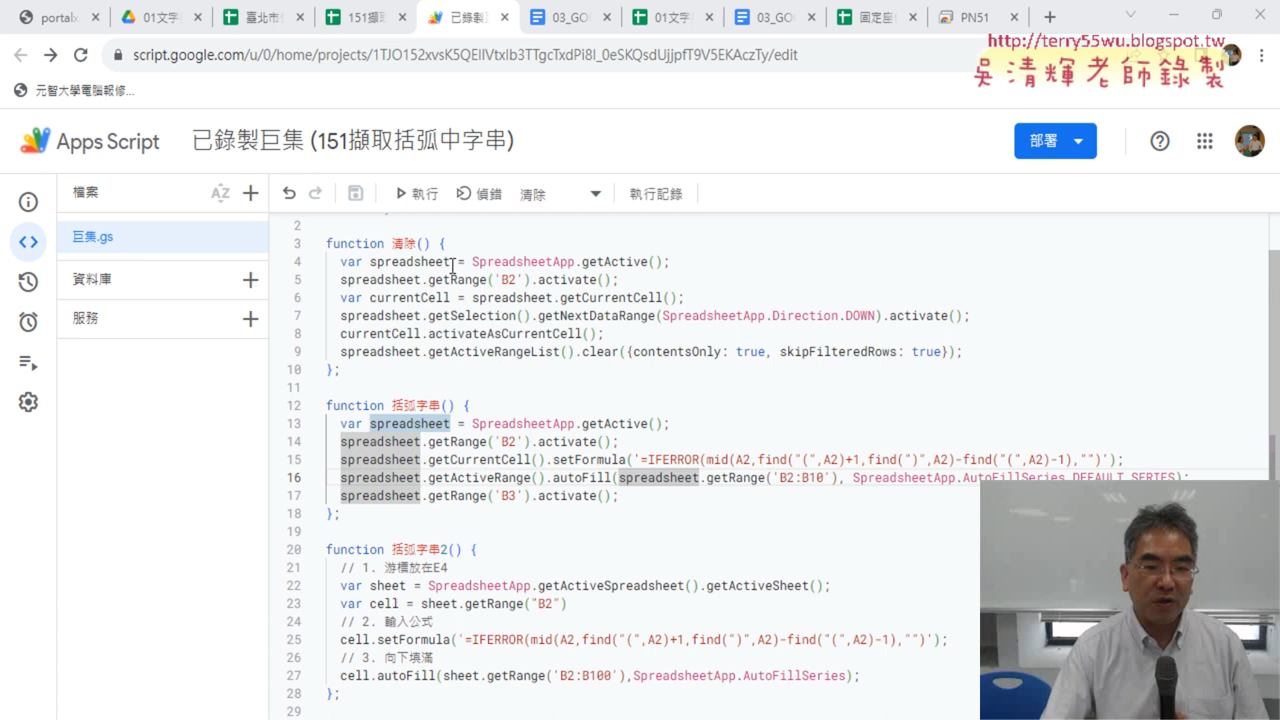 portalx
01文字
臺北市
151擷取
已錄製
03_GO
01文字
03_GO
固定座
PN51
script.google.com/u/0/home/projects/1TJO152xvsK5QEllVtxlb3TTgcTxdPi8l_0eSKQsdUjjpfT9V5EKAczTy/edit
http://terry55wu.blogspot.tw
吳清輝老師錄製
元智大學電腦報修...
Apps Script
已錄製巨集 (151擷取括弧中字串)
部署
檔案
AZ
執行
偵錯
清除
執行記錄
巨集.gs
資料庫
服務
2
3 function 清除() {
4 var spreadsheet = SpreadsheetApp.getActive();
5 spreadsheet.getRange('B2').activate();
6 var currentCell = spreadsheet.getCurrentCell();
7 spreadsheet.getSelection().getNextDataRange(SpreadsheetApp.Direction.DOWN).activate();
8 currentCell.activateAsCurrentCell();
9 spreadsheet.getActiveRangeList().clear({contentsOnly: true, skipFilteredRows: true});
10 };
11
12 function 括弧字串() {
13 var spreadsheet = SpreadsheetApp.getActive();
14 spreadsheet.getRange('B2').activate();
15 spreadsheet.getCurrentCell().setFormula('=IFERROR(mid(A2,find("(",A2)+1,find(")",A2)-find("(",A2)-1),"")');
16 spreadsheet.getActiveRange().autoFill(spreadsheet.getRange('B2:B10'), SpreadsheetApp.AutoFillSeries.DEFAULT_SERIES);
17 spreadsheet.getRange('B3').activate();
18 };
19
20 function 括弧字串2() {
21 // 1. 游標放在E4
22 var sheet = SpreadsheetApp.getActiveSpreadsheet().getActiveSheet();
23 var cell = sheet.getRange("B2")
24 // 2. 輸入公式
25 cell.setFormula('=IFERROR(mid(A2,find("(",A2)+1,find(")",A2)-find("(",A2)-1),"")');
26 // 3. 向下填滿
27 cell.autoFill(sheet.getRange('B2:B100'),SpreadsheetApp.AutoFillSeries);
28 };
29